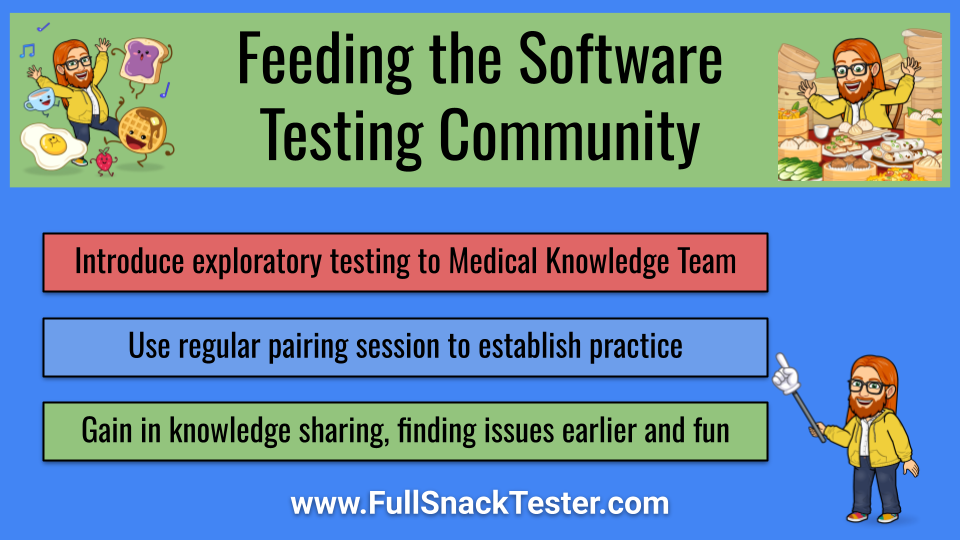 Feeding the Software
Testing Community
Introduce exploratory testing to Medical Knowledge Team
Use regular pairing session to establish practice
Gain in knowledge sharing, finding issues earlier and fun
www.FullSnackTester.com